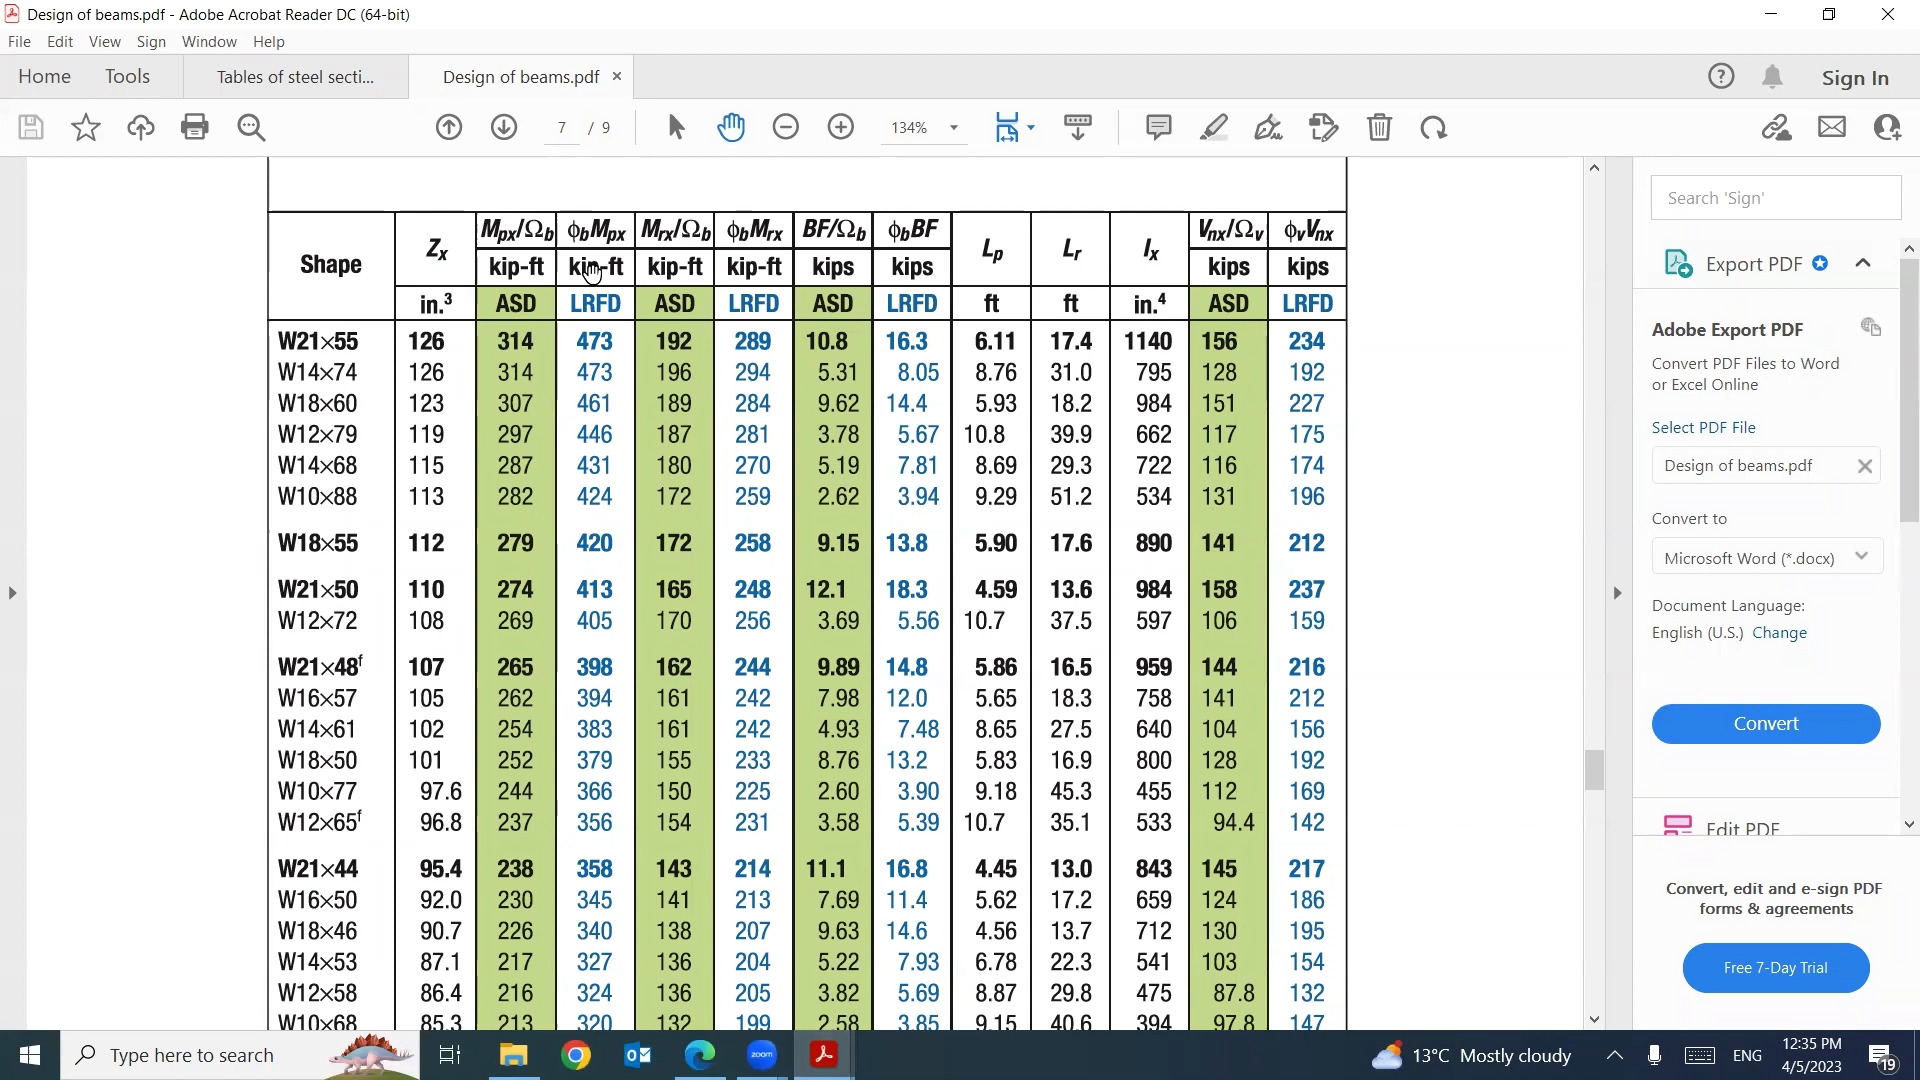 Design of beams.pdf - Adobe Acrobat Reader DC (64-bit)
File Edit View Sign Window Help
Home Tools Tables of steel secti... Design of beams.pdf × Sign In
7 / 9 134%
Search 'Sign'
Export PDF
Adobe Export PDF
Convert PDF Files to Word
or Excel Online
Select PDF File
Design of beams.pdf
Convert to
Microsoft Word (*.docx)
Document Language:
English (U.S.) Change
Convert
Edit PDF
Convert, edit and e-sign PDF
forms & agreements
Free 7-Day Trial
Shape Zx Mpx/Ωb ϕbMpx Mrx/Ωb ϕbMrx BF/Ωb ϕbBF Lp Lr Ix Vnx/Ωv ϕvVnx
kip-ft kip-ft kip-ft kip-ft kips kips kips kips
in.³ ASD LRFD ASD LRFD ASD LRFD ft ft in.⁴ ASD LRFD
W21×55 126 314 473 192 289 10.8 16.3 6.11 17.4 1140 156 234
W14×74 126 314 473 196 294 5.31 8.05 8.76 31.0 795 128 192
W18×60 123 307 461 189 284 9.62 14.4 5.93 18.2 984 151 227
W12×79 119 297 446 187 281 3.78 5.67 10.8 39.9 662 117 175
W14×68 115 287 431 180 270 5.19 7.81 8.69 29.3 722 116 174
W10×88 113 282 424 172 259 2.62 3.94 9.29 51.2 534 131 196
W18×55 112 279 420 172 258 9.15 13.8 5.90 17.6 890 141 212
W21×50 110 274 413 165 248 12.1 18.3 4.59 13.6 984 158 237
W12×72 108 269 405 170 256 3.69 5.56 10.7 37.5 597 106 159
W21×48f 107 265 398 162 244 9.89 14.8 5.86 16.5 959 144 216
W16×57 105 262 394 161 242 7.98 12.0 5.65 18.3 758 141 212
W14×61 102 254 383 161 242 4.93 7.48 8.65 27.5 640 104 156
W18×50 101 252 379 155 233 8.76 13.2 5.83 16.9 800 128 192
W10×77 97.6 244 366 150 225 2.60 3.90 9.18 45.3 455 112 169
W12×65f 96.8 237 356 154 231 3.58 5.39 10.7 35.1 533 94.4 142
W21×44 95.4 238 358 143 214 11.1 16.8 4.45 13.0 843 145 217
W16×50 92.0 230 345 141 213 7.69 11.4 5.62 17.2 659 124 186
W18×46 90.7 226 340 138 207 9.63 14.6 4.56 13.7 712 130 195
W14×53 87.1 217 327 136 204 5.22 7.93 6.78 22.3 541 103 154
W12×58 86.4 216 324 136 205 3.82 5.69 8.87 29.8 475 87.8 132
W10×68 85.3 213 320 132 199 2.58 3.85 9.15 40.6 394 97.8 147
Type here to search zoom 13°C Mostly cloudy ENG 12:35 PM
4/5/2023 19